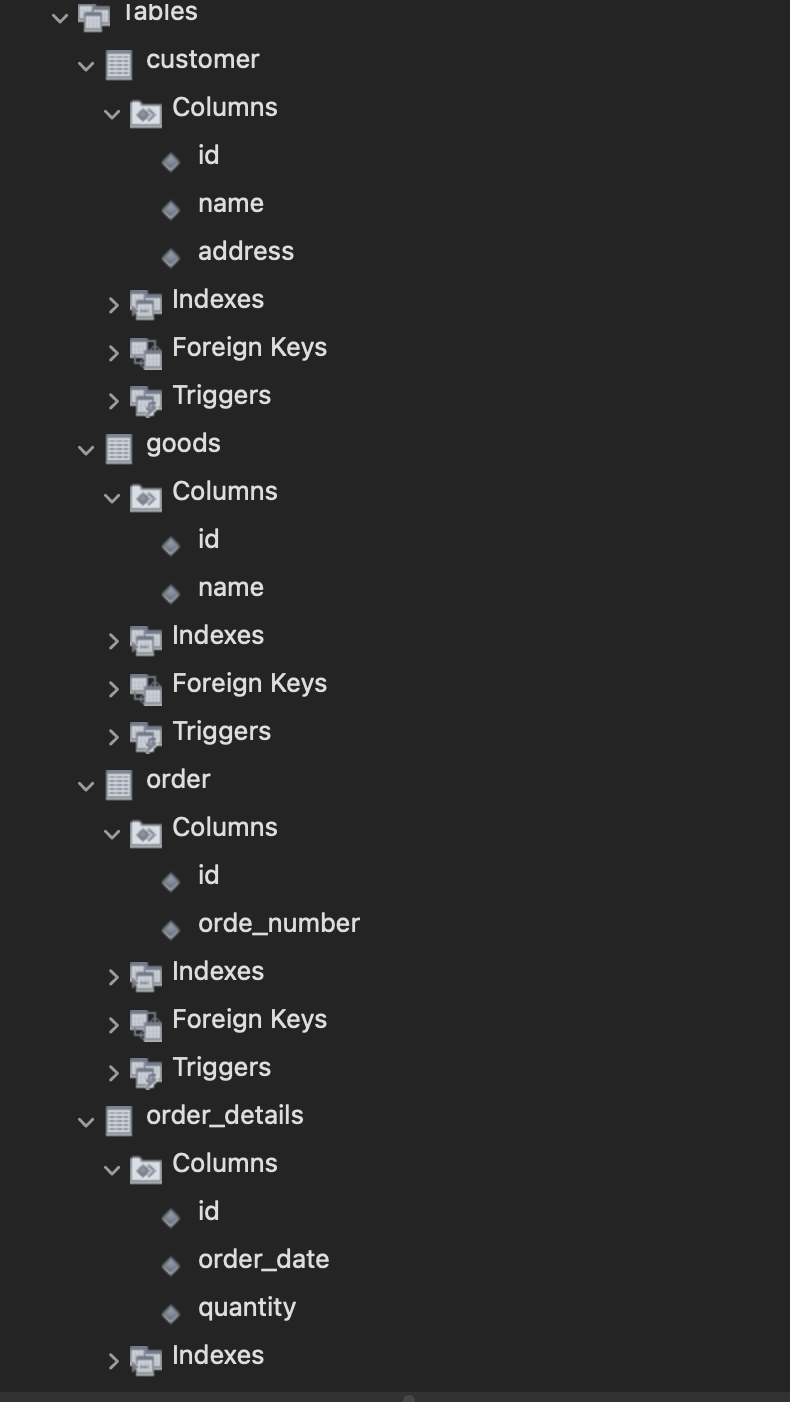 Tables
customer
Columns
id
name
address
Indexes
Foreign Keys
Triggers
goods
Columns
id
name
Indexes
Foreign Keys
Triggers
order
Columns
id
orde_number
Indexes
Foreign Keys
Triggers
order_details
Columns
id
order_date
quantity
Indexes